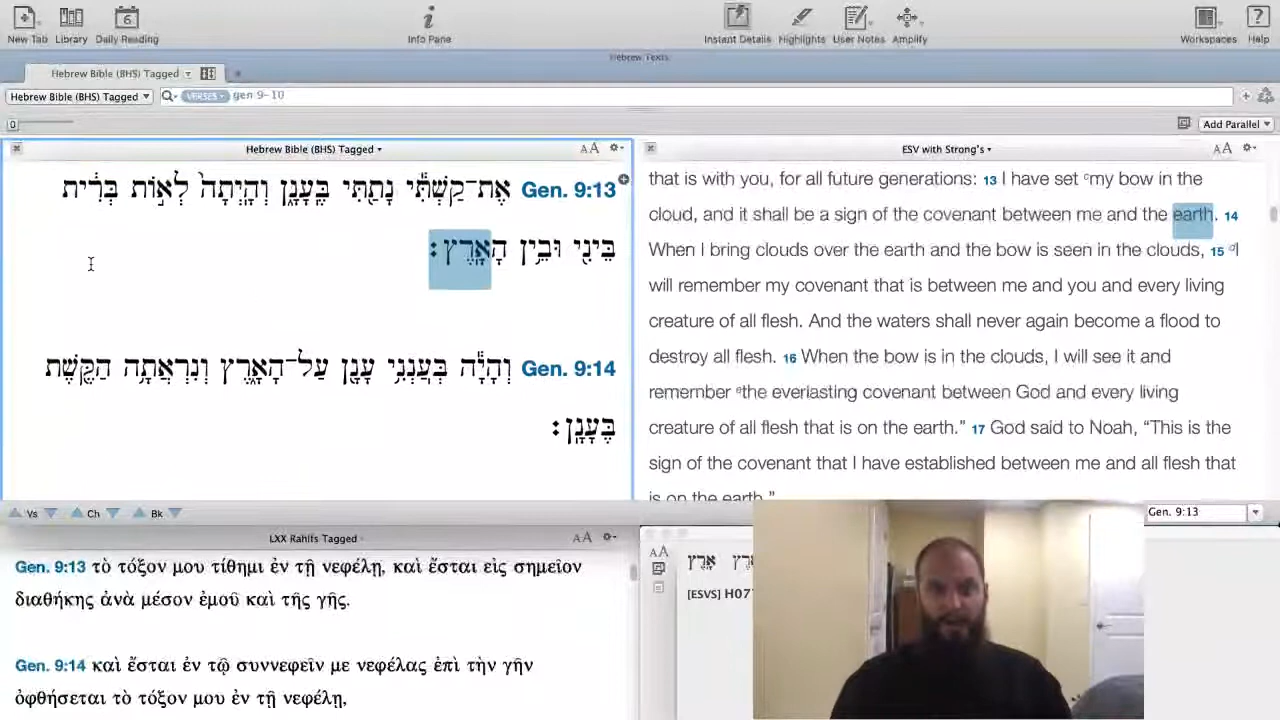 New Tab Library Daily Reading Info Pane Instant Details Highlights User Notes Amplify Workspaces Help
Hebrew Texts
Hebrew Bible (BHS) Tagged
Hebrew Bible (BHS) Tagged VERSES gen 9-10
0 Add Parallel
Hebrew Bible (BHS) Tagged AA
Gen. 9:13 אֶת־קַשְׁתִּ֕י נָתַ֖תִּי בֶּֽעָנָ֑ן וְהָֽיְתָה֙ לְא֣וֹת בְּרִ֔ית
בֵּינִ֖י וּבֵ֥ין הָאָֽרֶץ׃
Gen. 9:14 וְהָיָ֕ה בְּעַֽנְנִ֥י עָנָ֖ן עַל־הָאָ֑רֶץ וְנִרְאֲתָ֥ה הַקֶּ֖שֶׁת
בֶּעָנָֽן׃
Vs Ch Bk
ESV with Strong's AA
that is with you, for all future generations: 13 I have set c my bow in the
cloud, and it shall be a sign of the covenant between me and the earth. 14
When I bring clouds over the earth and the bow is seen in the clouds, 15 d I
will remember my covenant that is between me and you and every living
creature of all flesh. And the waters shall never again become a flood to
destroy all flesh. 16 When the bow is in the clouds, I will see it and
remember e the everlasting covenant between God and every living
creature of all flesh that is on the earth.” 17 God said to Noah, “This is the
sign of the covenant that I have established between me and all flesh that
is on the earth.”
Gen. 9:13
LXX Rahlfs Tagged AA
Gen. 9:13 τὸ τόξον μου τίθημι ἐν τῇ νεφέλῃ, καὶ ἔσται εἰς σημεῖον
διαθήκης ἀνὰ μέσον ἐμοῦ καὶ τῆς γῆς.
Gen. 9:14 καὶ ἔσται ἐν τῷ συννεφεῖν με νεφέλας ἐπὶ τὴν γῆν
ὀφθήσεται τὸ τόξον μου ἐν τῇ νεφέλῃ,
AA אֶרֶץ
[ESVS] H07